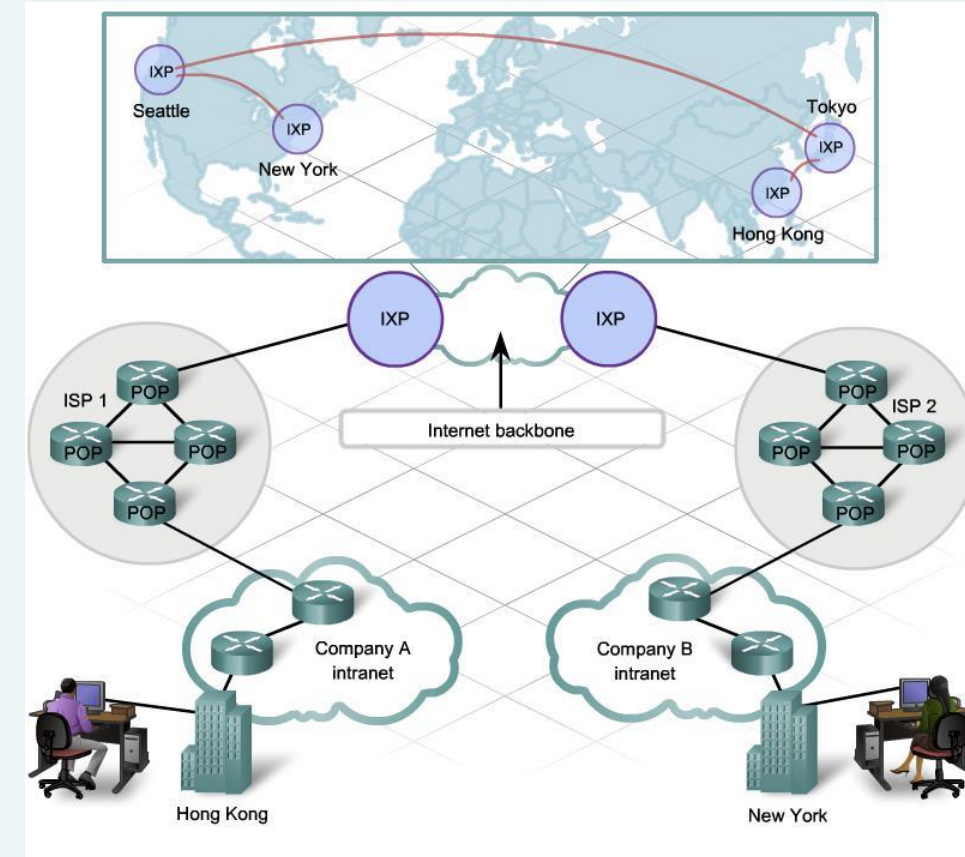 IXP
Seattle
IXP
New York
Tokyo
IXP
IXP
Hong Kong
IXP
IXP
Internet backbone
ISP 1
POP
POP
POP
POP
ISP 2
POP
POP
POP
POP
Company A
intranet
Company B
intranet
Hong Kong
New York